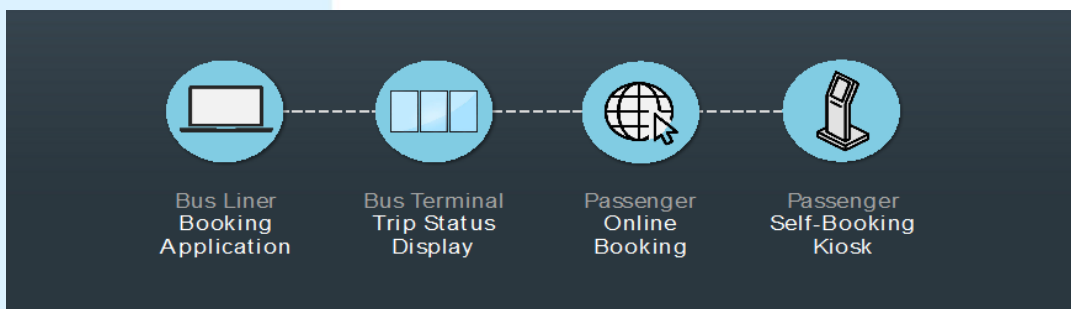 Bus Liner
Booking
Application
Bus Terminal
Trip Status
Display
Passenger
Online
Booking
Passenger
Self-Booking
Kiosk